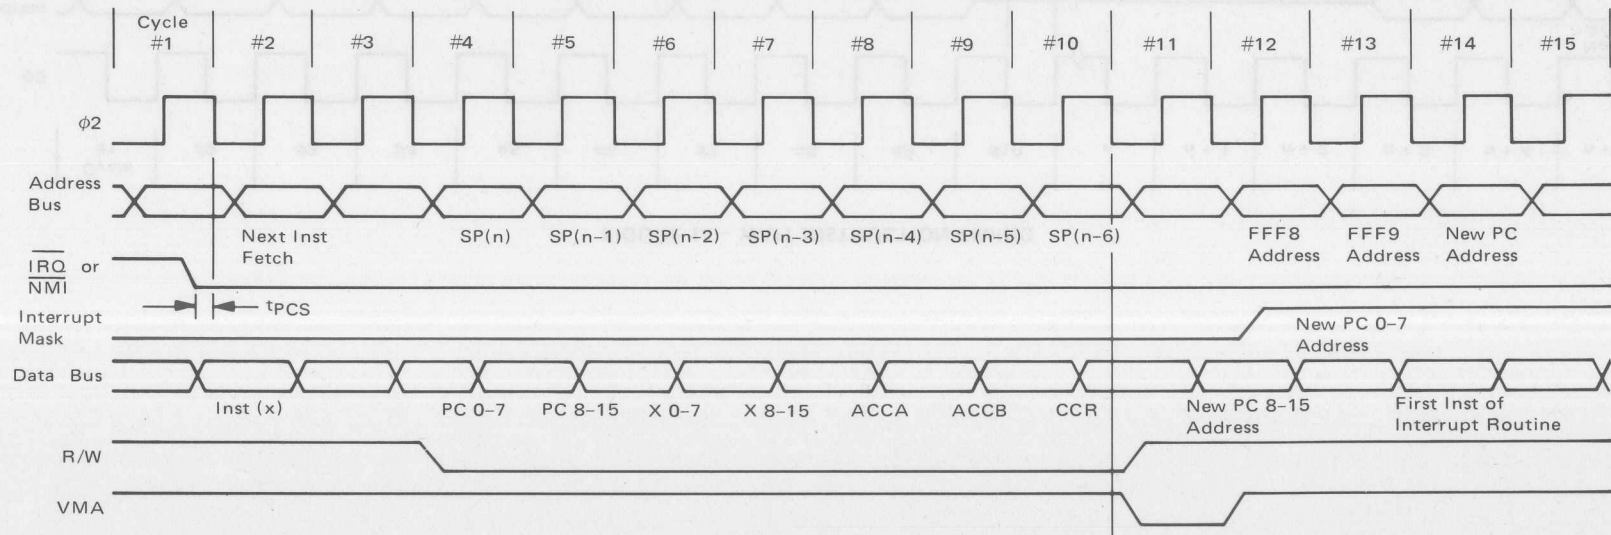 Cycle
#1 #2 #3 #4 #5 #6 #7 #8 #9 #10 #11 #12 #13 #14 #15
ϕ2
Address
Bus
Next Inst
Fetch
SP(n) SP(n-1) SP(n-2) SP(n-3) SP(n-4) SP(n-5) SP(n-6)
FFF8
Address
FFF9
Address
New PC
Address
IRQ or
NMI
tPCS
Interrupt
Mask
New PC 0-7
Address
Data Bus
Inst (x) PC 0-7 PC 8-15 X 0-7 X 8-15 ACCA ACCB CCR
New PC 8-15
Address
First Inst of
Interrupt Routine
R/W
VMA